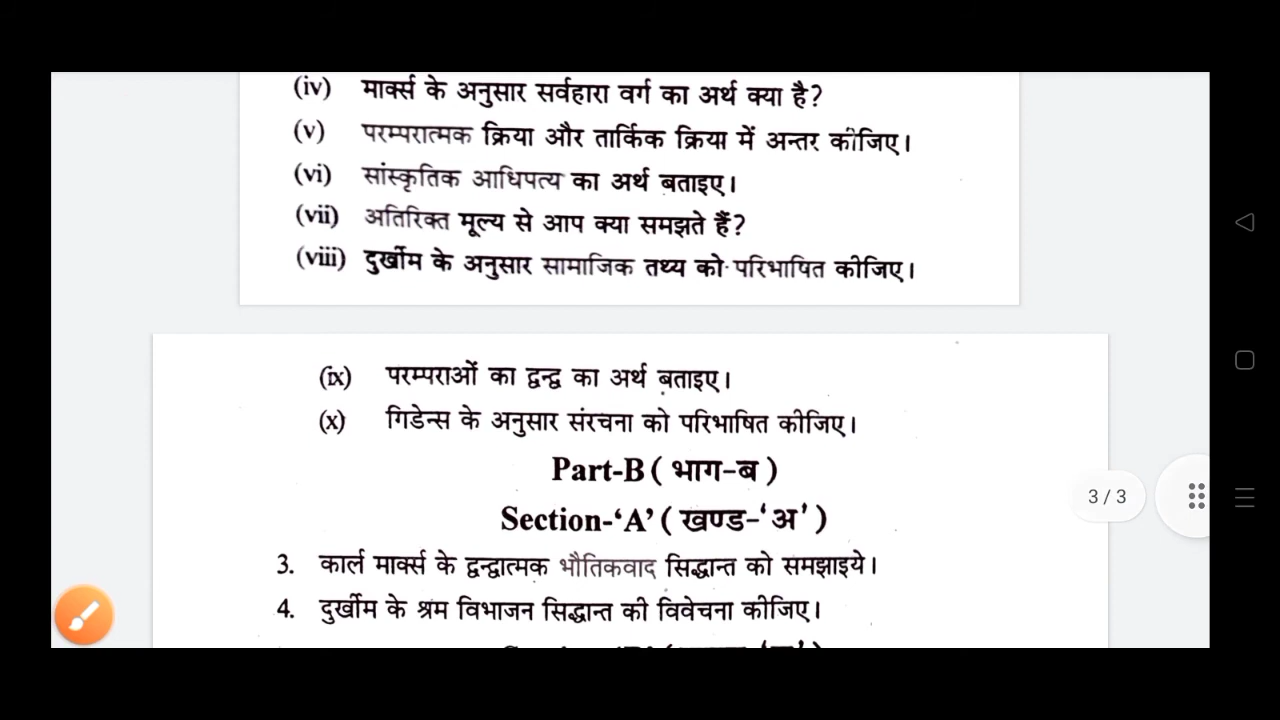 (iv) मार्क्स के अनुसार सर्वहारा वर्ग का अर्थ क्या है?
(v) परम्परात्मक क्रिया और तार्किक क्रिया में अन्तर कीजिए।
(vi) सांस्कृतिक आधिपत्य का अर्थ बताइए।
(vii) अतिरिक्त मूल्य से आप क्या समझते हैं?
(viii) दुर्खीम के अनुसार सामाजिक तथ्य को परिभाषित कीजिए।
(ix) परम्पराओं का द्वन्द्व का अर्थ बताइए।
(x) गिडेन्स के अनुसार संरचना को परिभाषित कीजिए।
Part-B ( भाग-ब )
Section-‘A’ ( खण्ड-‘अ’ )
3 / 3
3. कार्ल मार्क्स के द्वन्द्वात्मक भौतिकवाद सिद्धान्त को समझाइये।
4. दुर्खीम के श्रम विभाजन सिद्धान्त की विवेचना कीजिए।